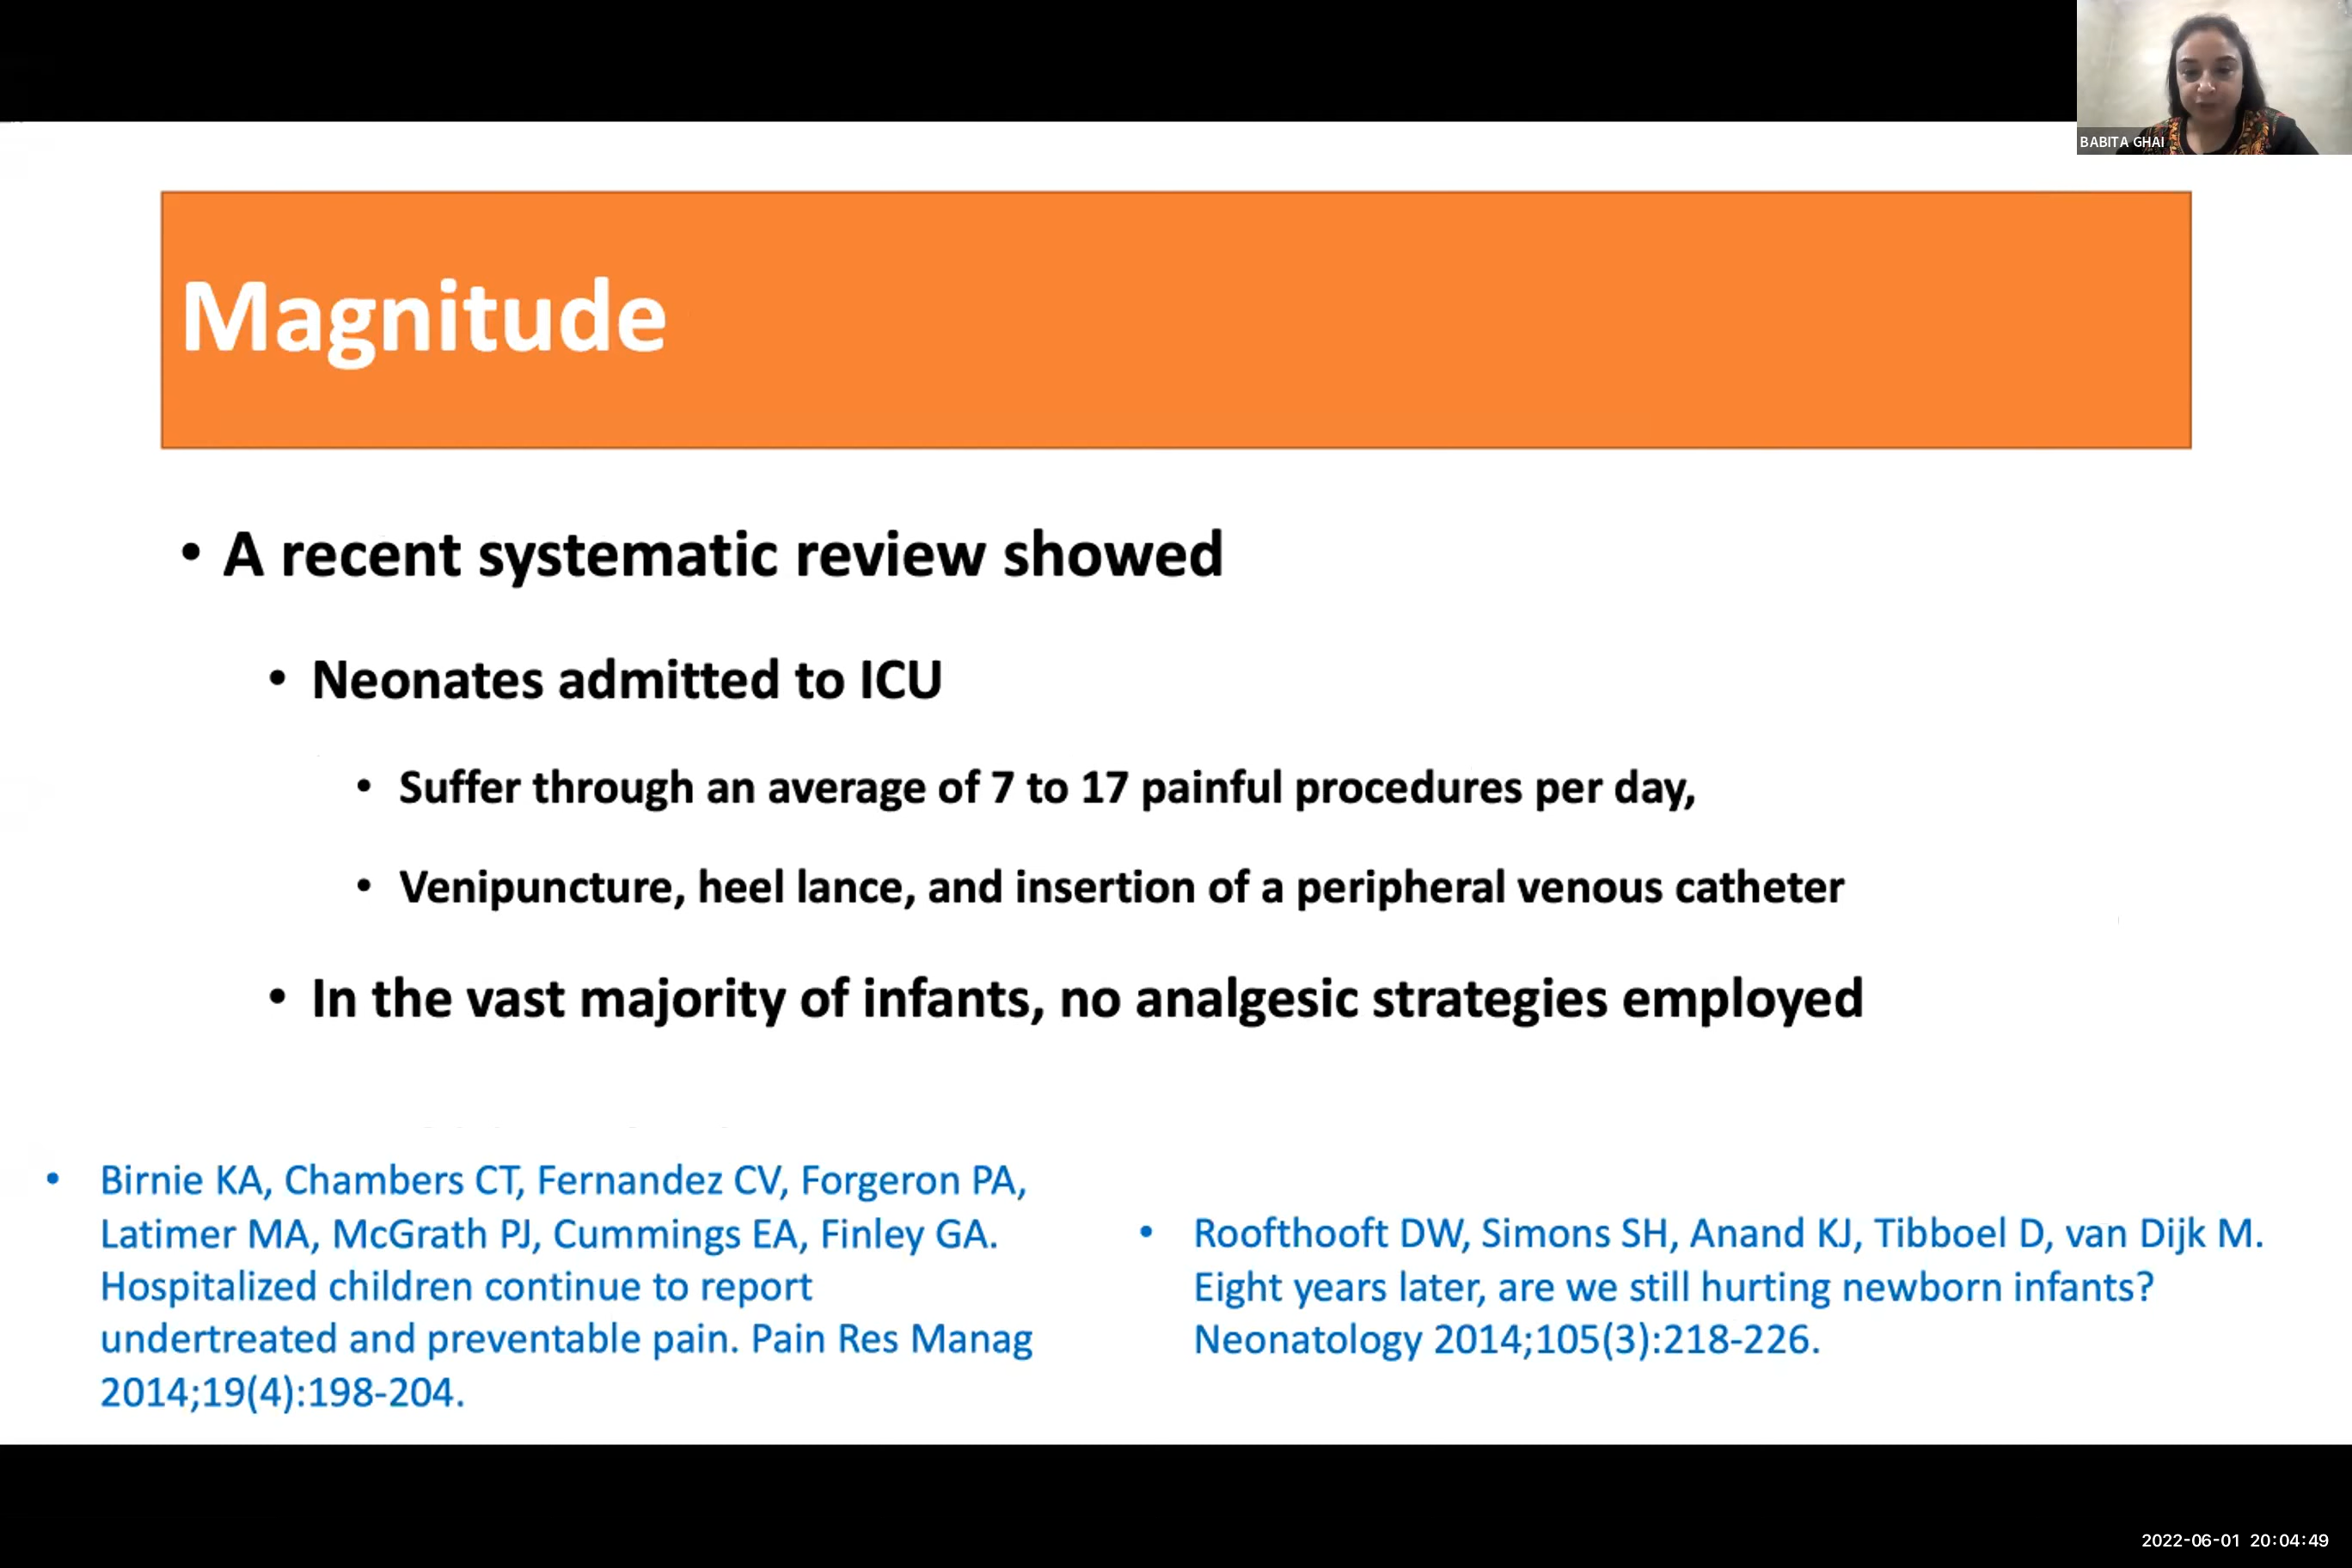 BABITA GHAI
Magnitude
• A recent systematic review showed
• Neonates admitted to ICU
• Suffer through an average of 7 to 17 painful procedures per day,
• Venipuncture, heel lance, and insertion of a peripheral venous catheter
• In the vast majority of infants, no analgesic strategies employed
• Birnie KA, Chambers CT, Fernandez CV, Forgeron PA,
Latimer MA, McGrath PJ, Cummings EA, Finley GA.
Hospitalized children continue to report
undertreated and preventable pain. Pain Res Manag
2014;19(4):198-204.
• Roofthooft DW, Simons SH, Anand KJ, Tibboel D, van Dijk M.
Eight years later, are we still hurting newborn infants?
Neonatology 2014;105(3):218-226.
2022-06-01 20:04:49